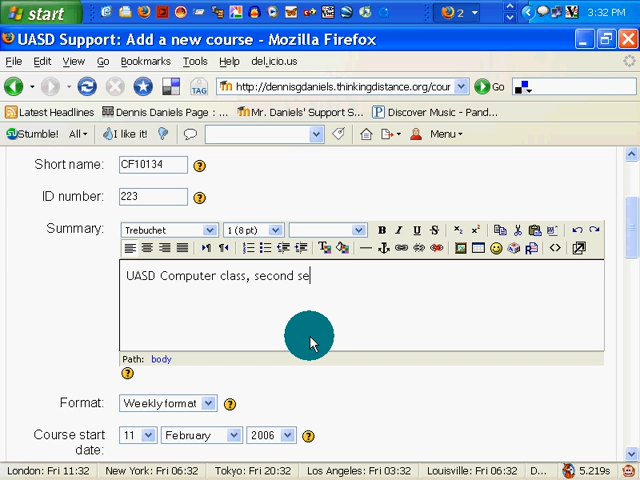 start
2
3:32 PM
UASD Support: Add a new course - Mozilla Firefox
File Edit View Go Bookmarks Tools Help del.icio.us
TAG http://dennisgdaniels.thinkingdistance.org/cour Go
Latest Headlines Dennis Daniels Page : ... Mr. Daniels' Support S... Discover Music - Pand...
Stumble! All I like it! Menu
Short name: CF10134
ID number: 223
Summary: Trebuchet 1 (8 pt) B I U S
UASD Computer class, second se
Path: body
Format: Weekly format
Course start date: 11 February 2006
London: Fri 11:32 New York: Fri 06:32 Tokyo: Fri 20:32 Los Angeles: Fri 03:32 Louisville: Fri 06:32 D... 5.219s